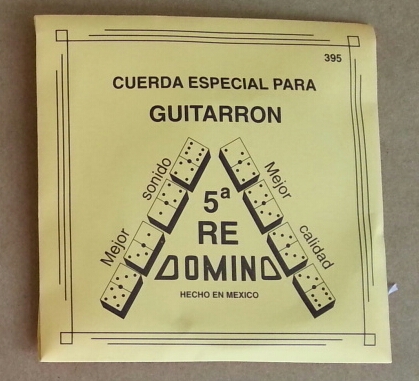 395
CUERDA ESPECIAL PARA
GUITARRON
Mejor sonido
Mejor calidad
5ª
RE
DOMINO
HECHO EN MEXICO